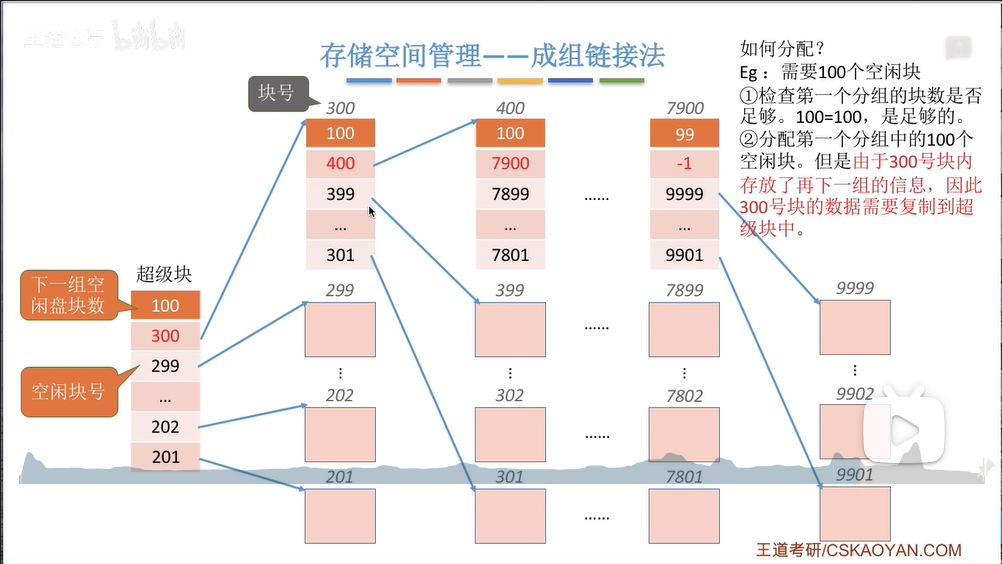 王道考研 bilibili
存储空间管理——成组链接法
如何分配？
Eg：需要100个空闲块
①检查第一个分组的块数是否
足够。100=100，是足够的。
②分配第一个分组中的100个
空闲块。但是由于300号块内
存放了再下一组的信息，因此
300号块的数据需要复制到超
级块中。
块号
300
400
7900
100
100
99
400
7900
-1
399
7899
......
9999
...
...
...
301
7801
9901
超级块
下一组空
闲盘块数
100
300
空闲块号
299
...
202
201
299
399
7899
9999
......
202
302
7802
9902
......
201
301
7801
9901
......
王道考研/CSKAOYAN.COM